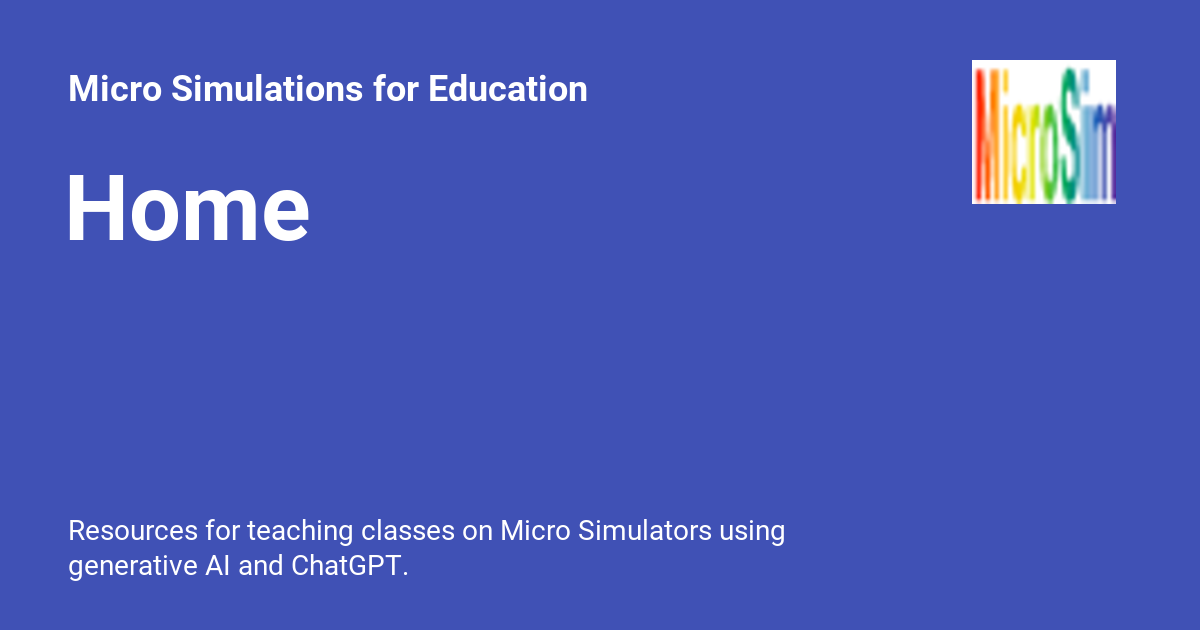 Micro Simulations for Education
MicroSim
Home
Resources for teaching classes on Micro Simulators using
generative AI and ChatGPT.